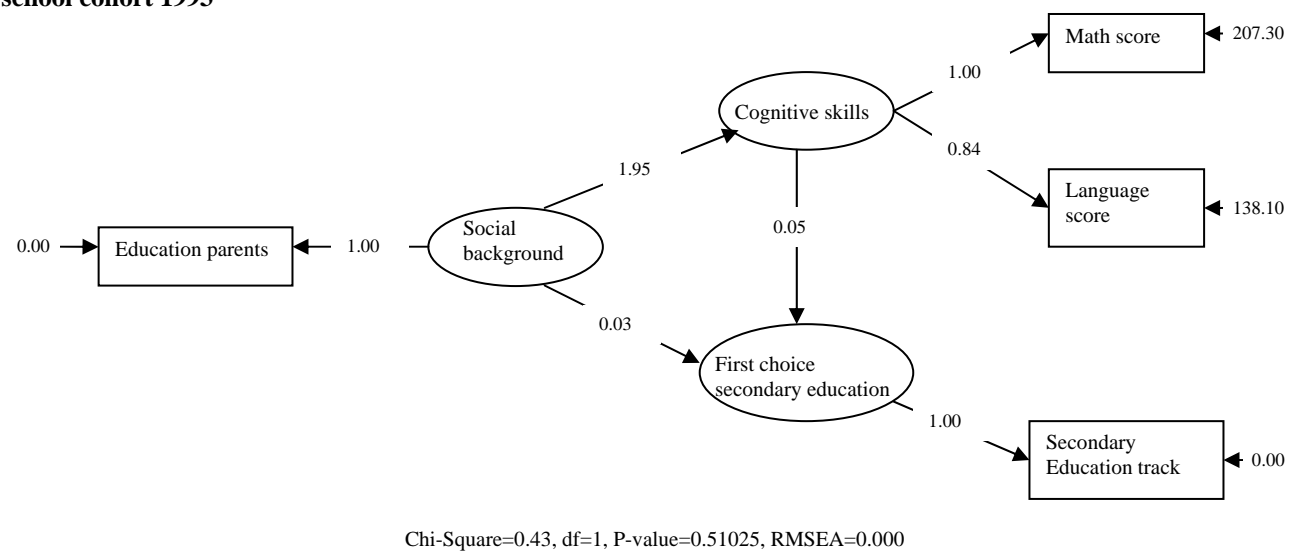 school cohort 1995
Math score
207.30
1.00
Cognitive skills
0.84
1.95
Language
score
138.10
0.05
0.00
Education parents
1.00
Social
background
0.03
First choice
secondary education
1.00
Secondary
Education track
0.00
Chi-Square=0.43, df=1, P-value=0.51025, RMSEA=0.000